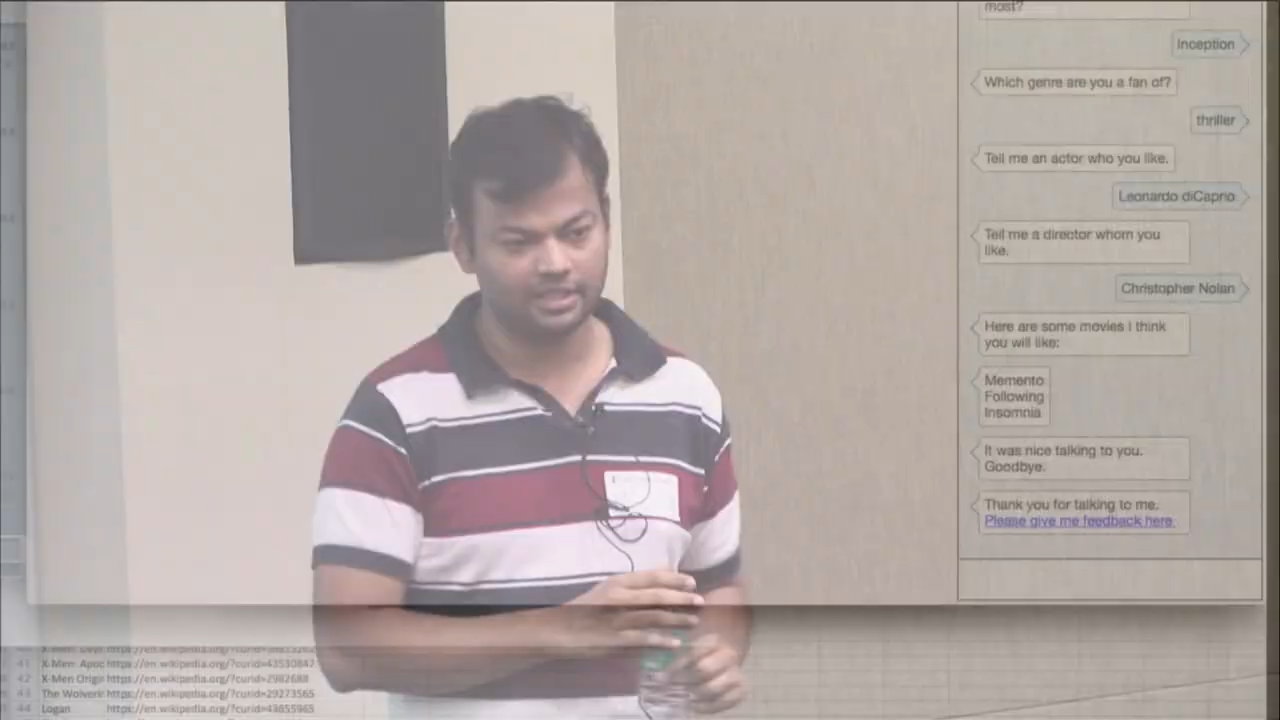 most?
Inception
Which genre are you a fan of?
thriller
Tell me an actor who you like.
Leonardo diCaprio
Tell me a director whom you
like.
Christopher Nolan
Here are some movies I think
you will like:
Memento
Following
Insomnia
It was nice talking to you.
Goodbye.
Thank you for talking to me.
Please give me feedback here.
41 X-Men: Apoc https://en.wikipedia.org/?curid=43530847
42 X-Men Origi https://en.wikipedia.org/?curid=2982688
43 The Wolveri https://en.wikipedia.org/?curid=29273565
44 Logan https://en.wikipedia.org/?curid=43655965